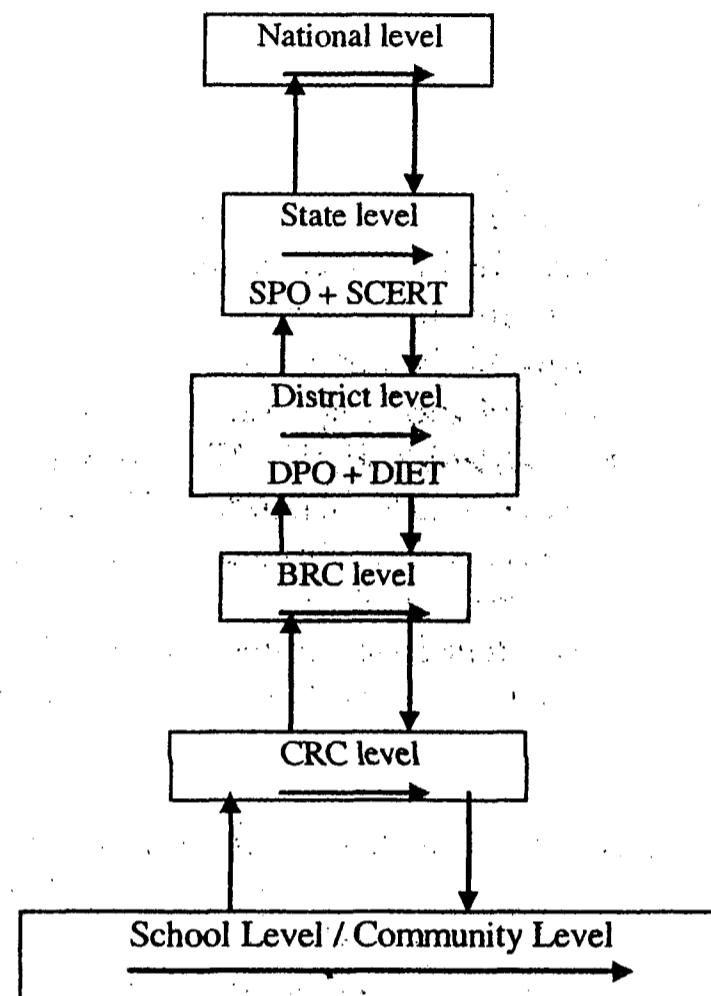 National level
State level
SPO + SCERT
District level
DPO + DIET
BRC level
CRC level
School Level / Community Level